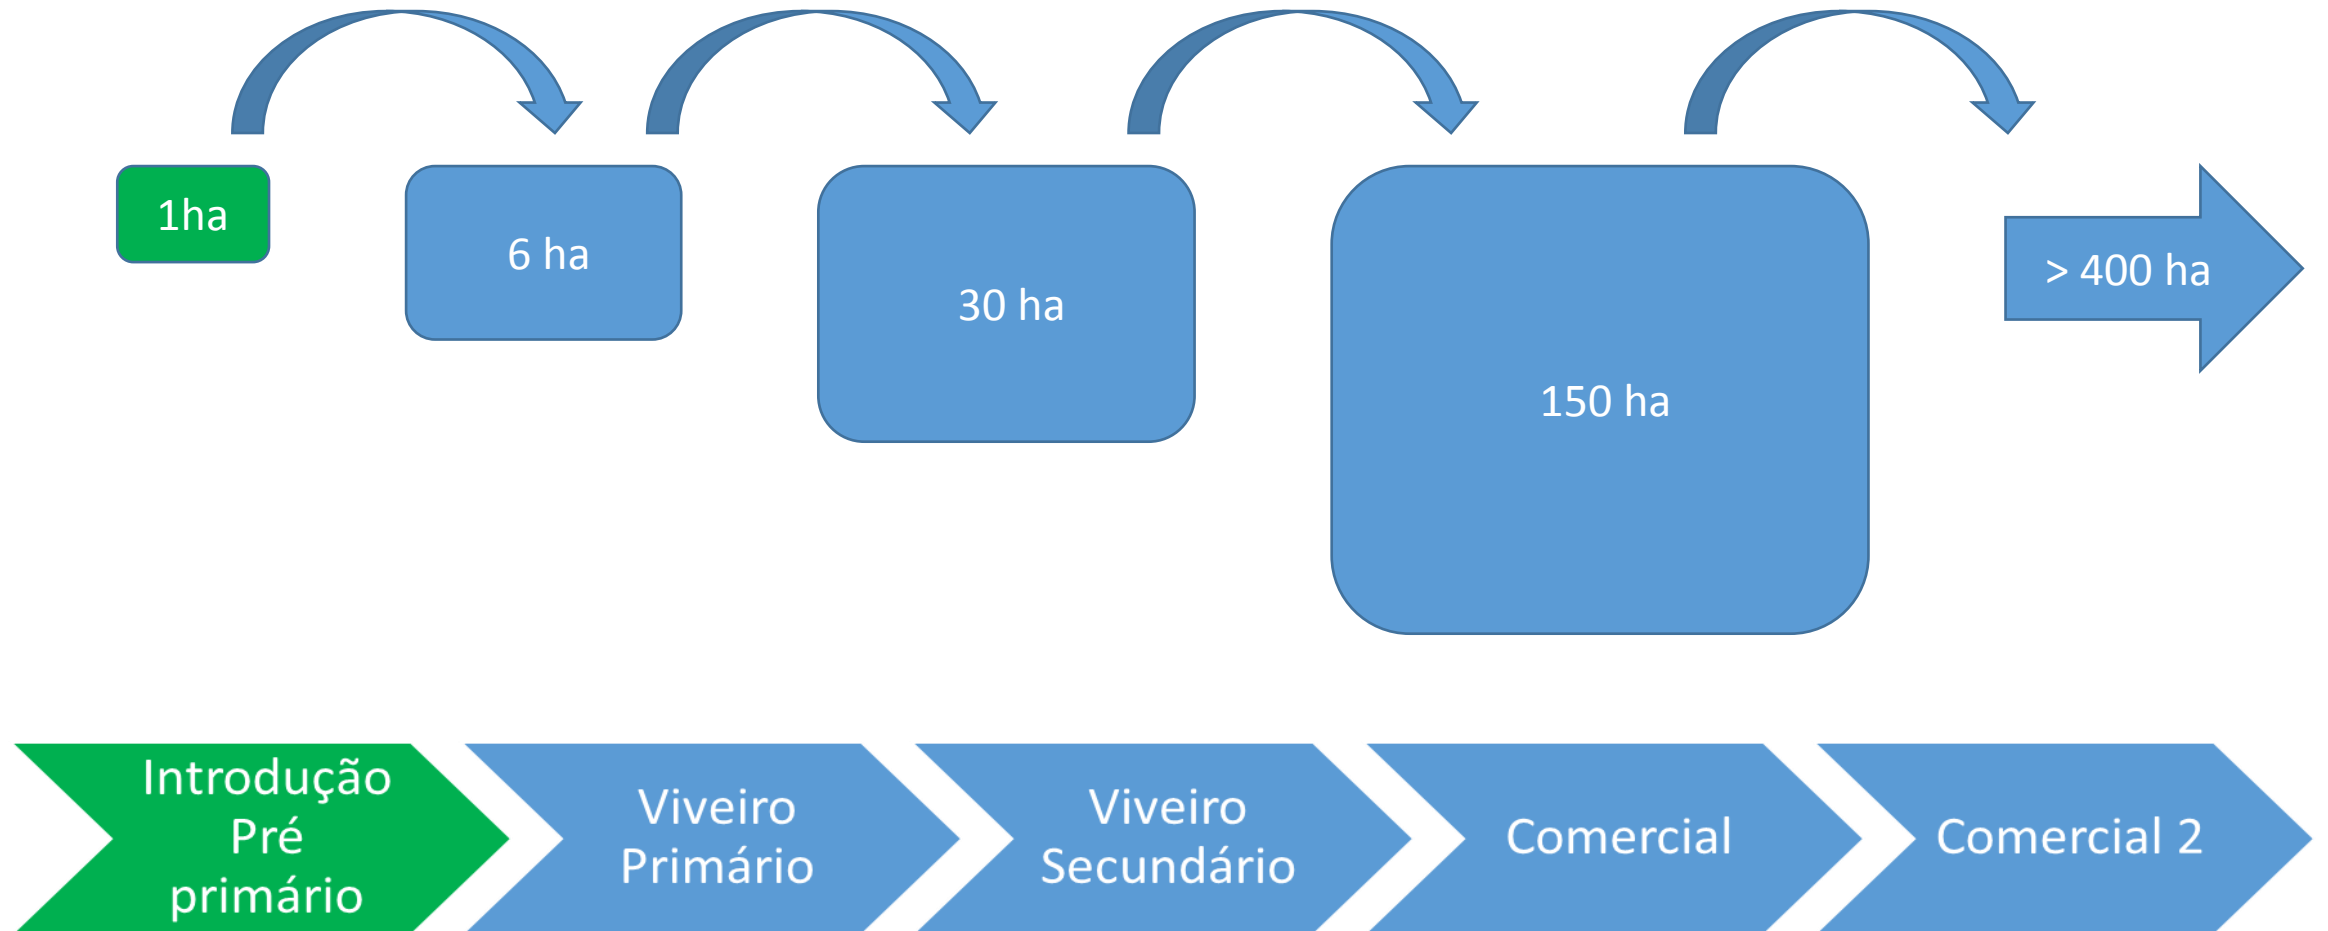 1ha
6 ha
30 ha
150 ha
> 400 ha
Introdução
Pré
primário
Viveiro
Primário
Viveiro
Secundário
Comercial
Comercial 2